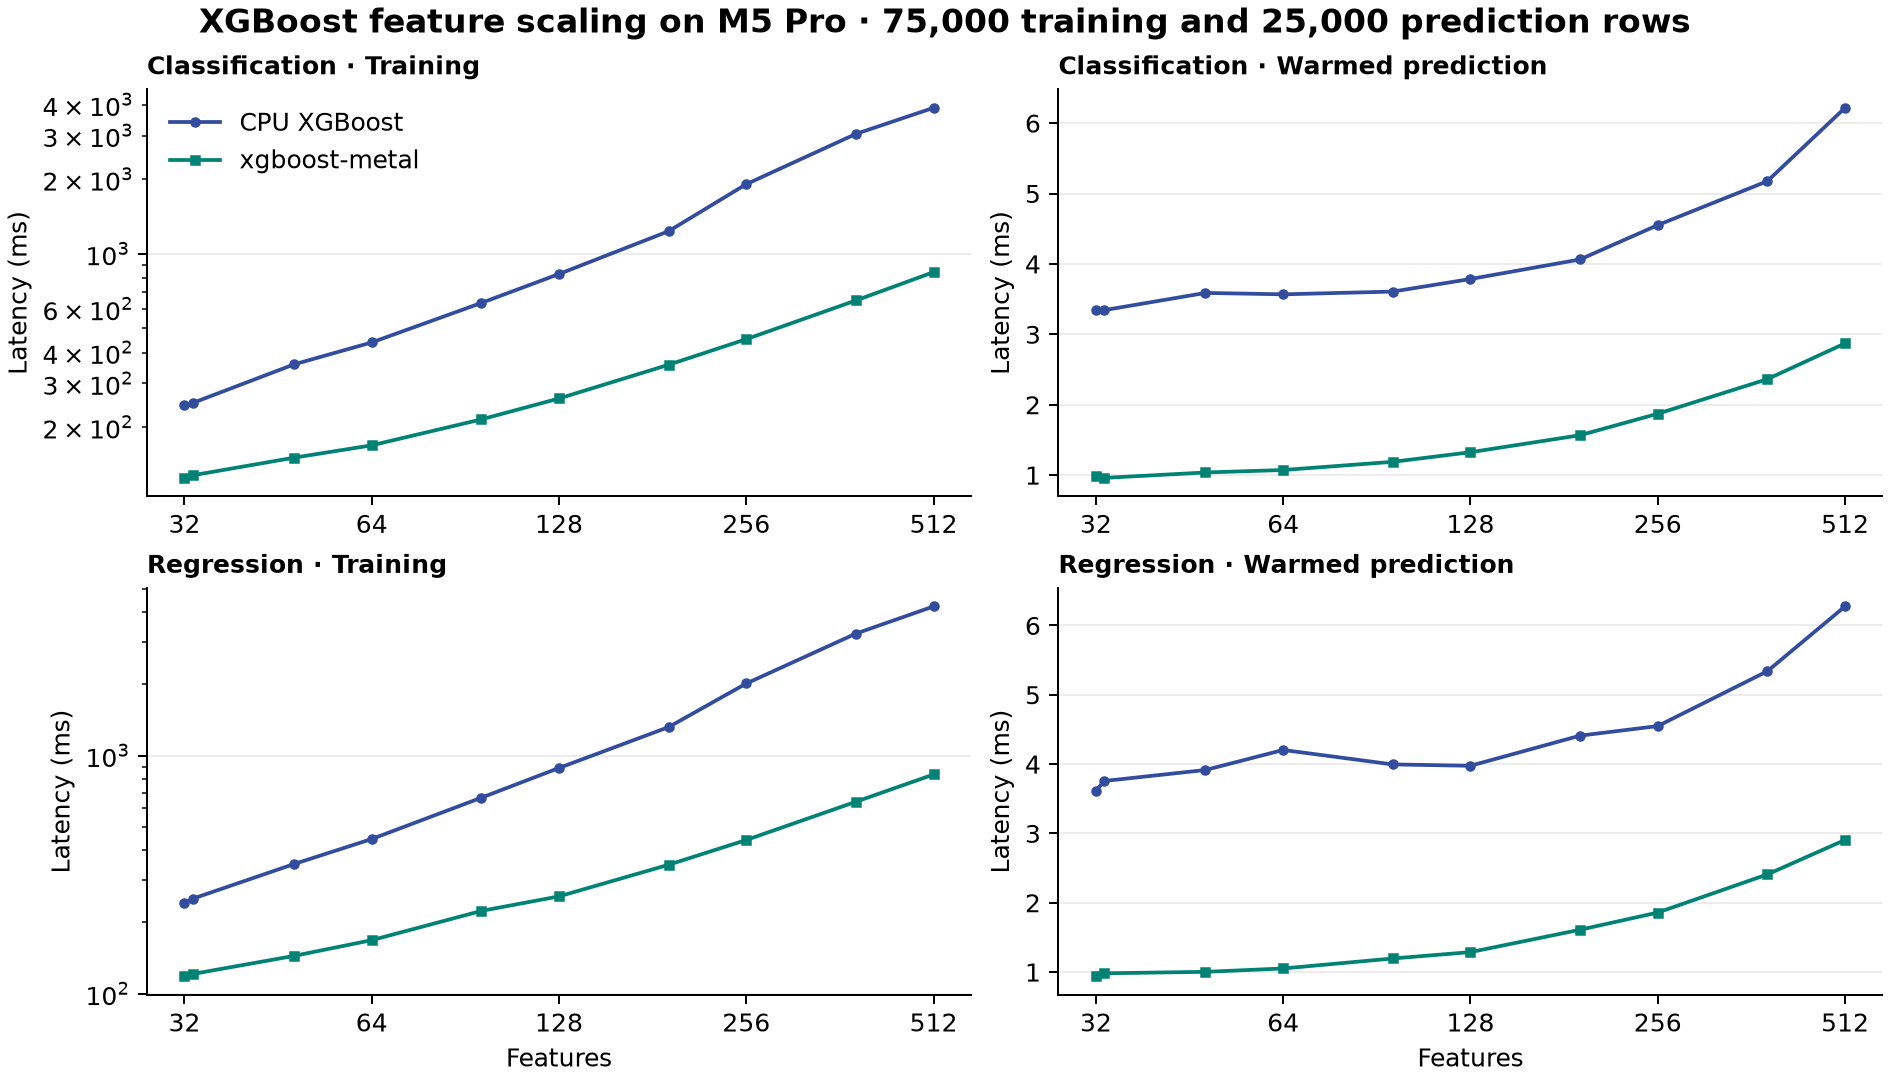 XGBoost feature scaling on M5 Pro · 75,000 training and 25,000 prediction rows
Classification · Training
4 × 10³
3 × 10³
2 × 10³
10³
6 × 10²
4 × 10²
3 × 10²
2 × 10²
Latency (ms)
CPU XGBoost
xgboost-metal
32 64 128 256 512
Classification · Warmed prediction
6
5
4
3
2
1
Latency (ms)
32 64 128 256 512
Regression · Training
10³
10²
Latency (ms)
32 64 128 256 512
Features
Regression · Warmed prediction
6
5
4
3
2
1
Latency (ms)
32 64 128 256 512
Features